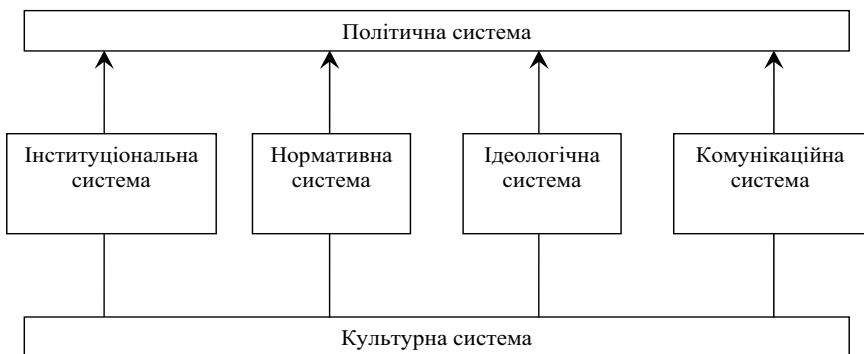 Політична система
Інституціональна
система
Нормативна
система
Ідеологічна
система
Комунікаційна
система
Культурна система